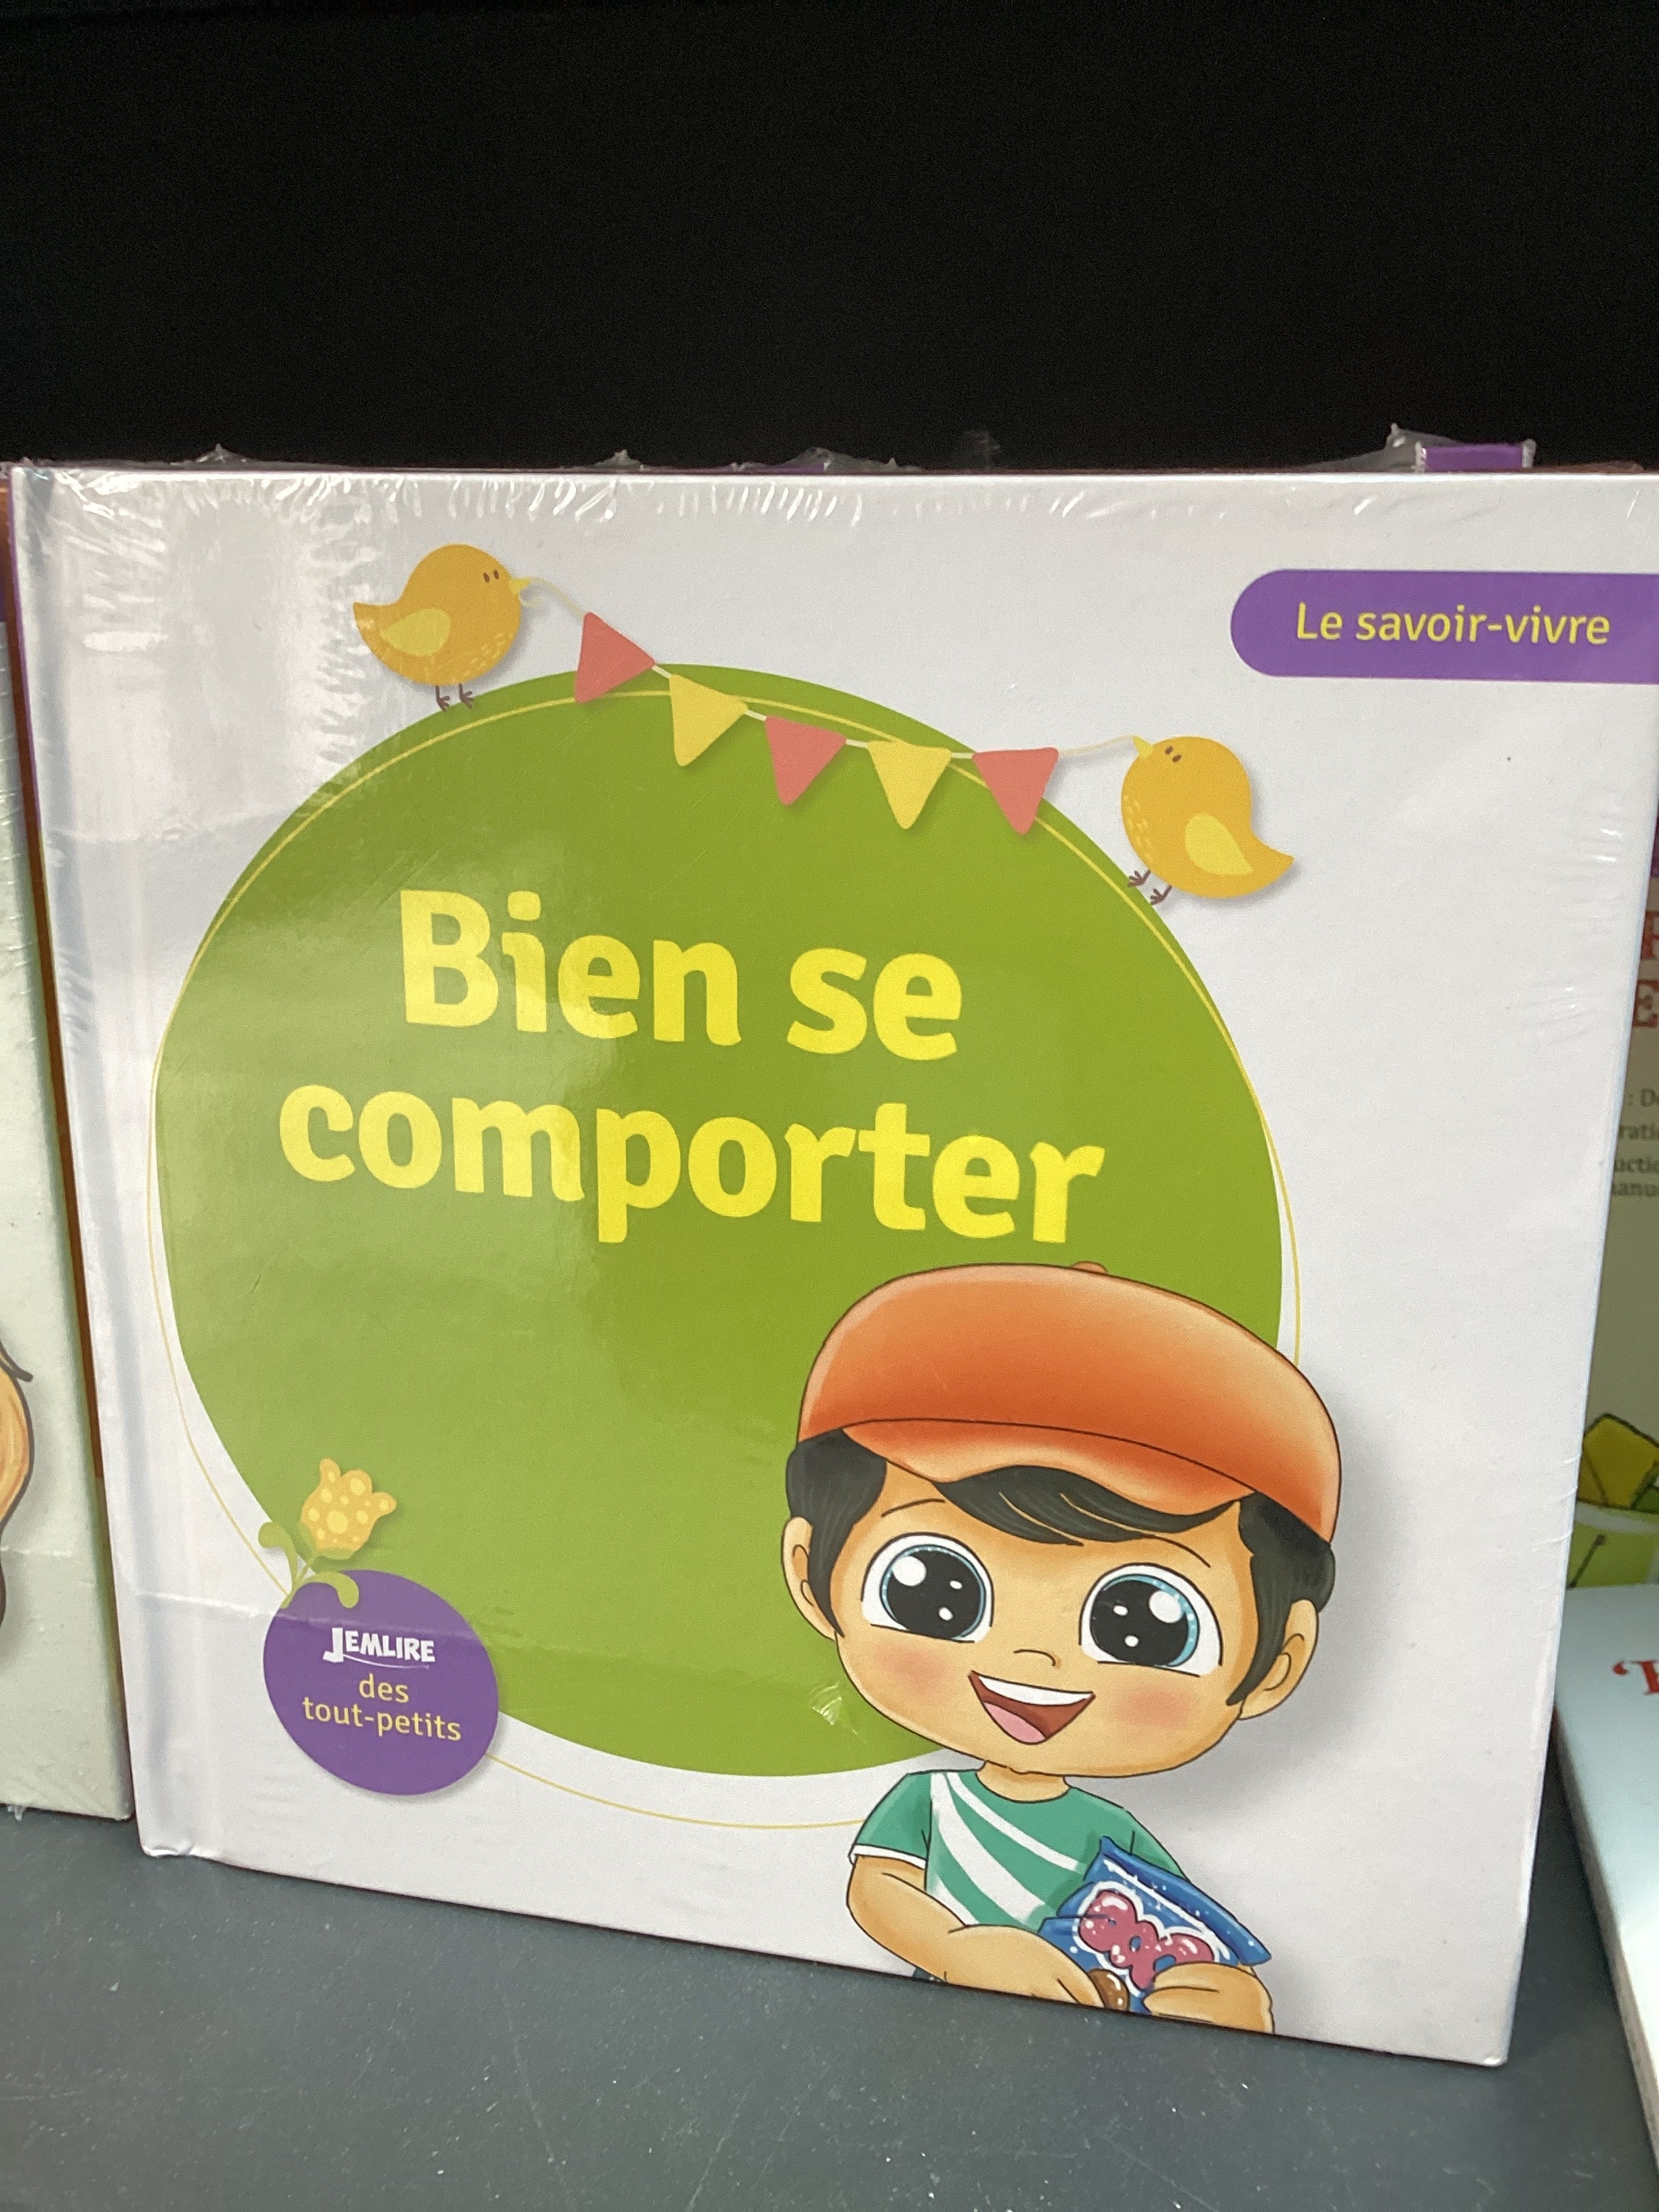 Le savoir-vivre
Bien se
comporter
JEMLIRE
des
tout-petits